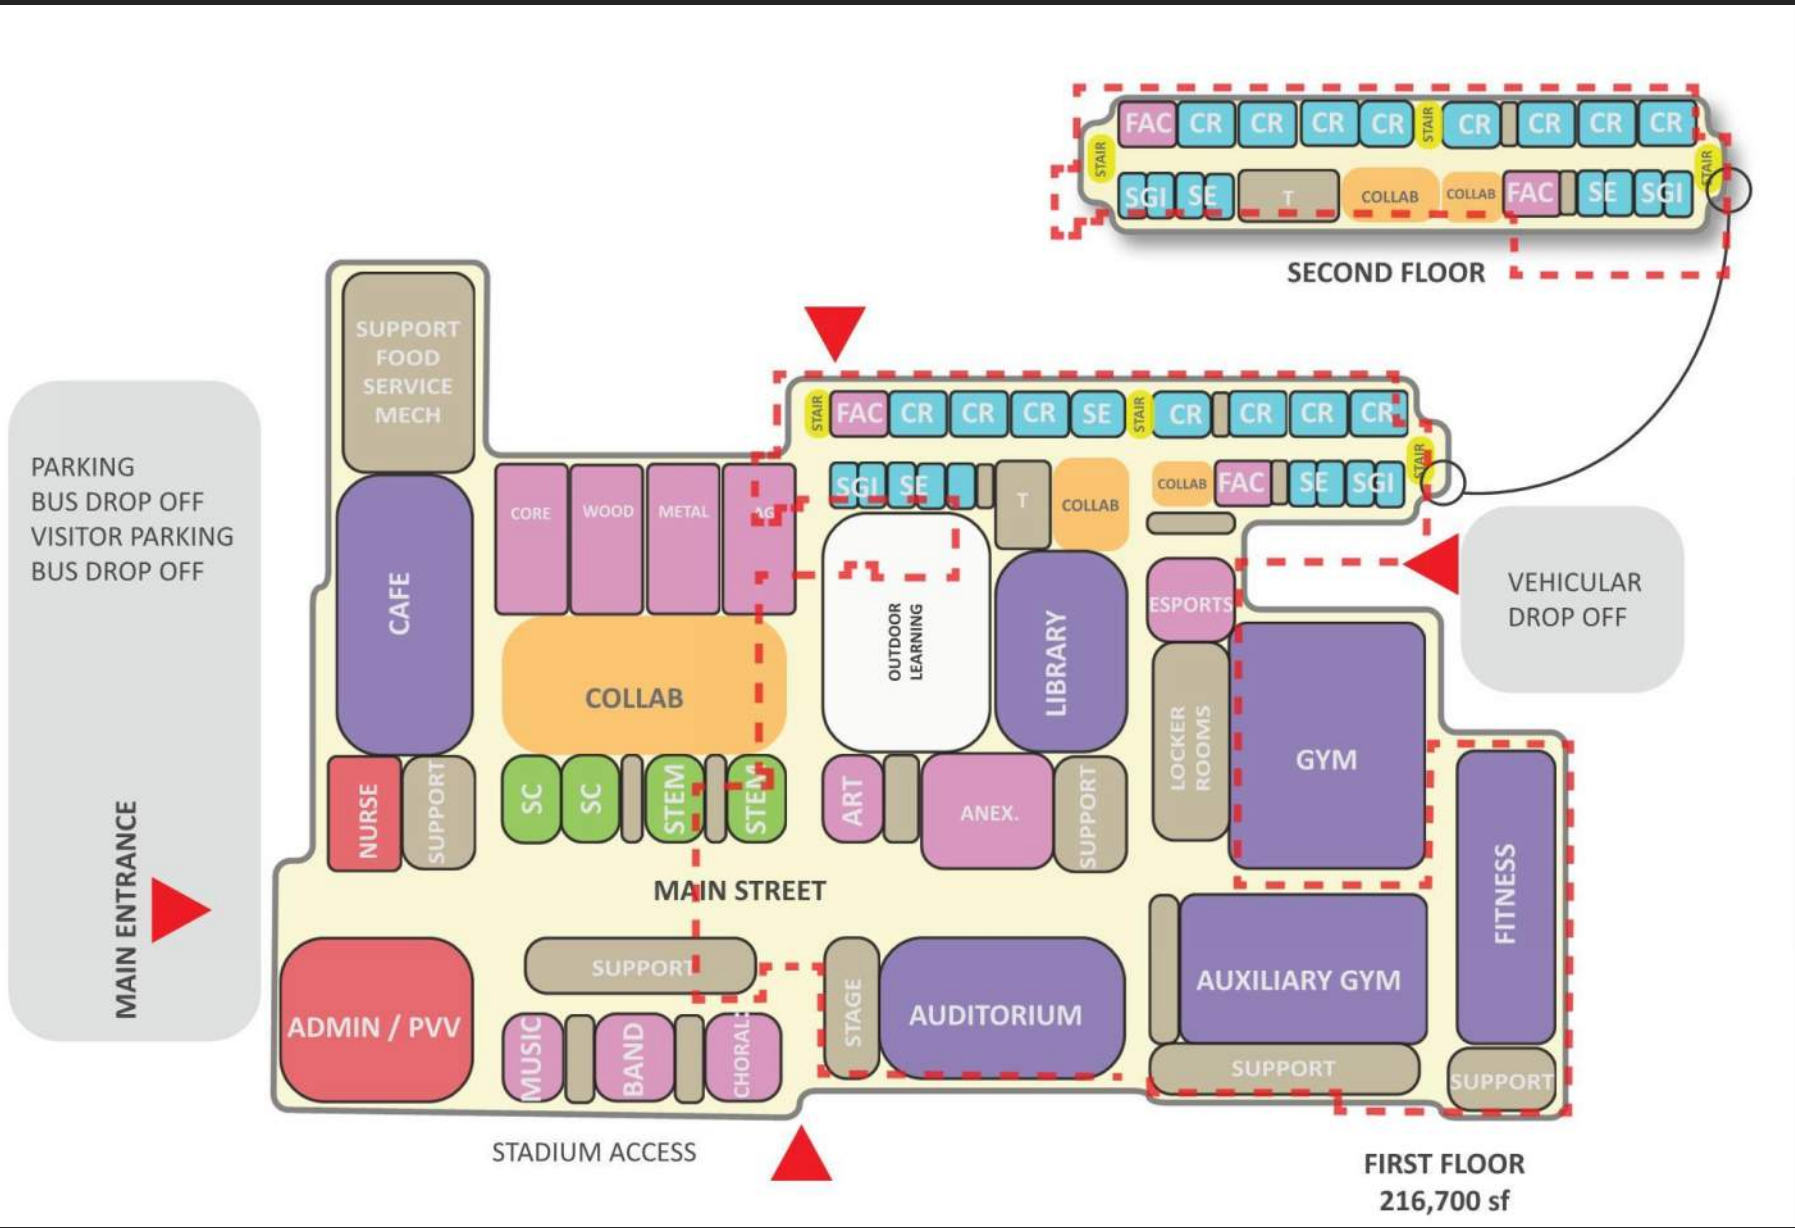 FAC CR CR CR CR STAIR CR CR CR CR
STAIR
STAIR
SGI SE T COLLAB COLLAB FAC SE SGI
SECOND FLOOR
SUPPORT
FOOD
SERVICE
MECH
STAIR FAC CR CR CR SE STAIR CR CR CR CR
STAIR
SGI SE T COLLAB COLLAB FAC SE SGI
PARKING
BUS DROP OFF
VISITOR PARKING
BUS DROP OFF
CORE WOOD METAL AG
CAFE
OUTDOOR
LEARNING
LIBRARY
ESPORTS
VEHICULAR
DROP OFF
COLLAB
LOCKER
ROOMS
GYM
NURSE
SUPPORT
SC
SC
STEM
STEM
ART
ANEX.
SUPPORT
FITNESS
MAIN STREET
MAIN ENTRANCE
SUPPORT
STAGE
AUDITORIUM
AUXILIARY GYM
ADMIN / PVV
MUSIC
BAND
CHORAL
SUPPORT
SUPPORT
STADIUM ACCESS
FIRST FLOOR
216,700 sf